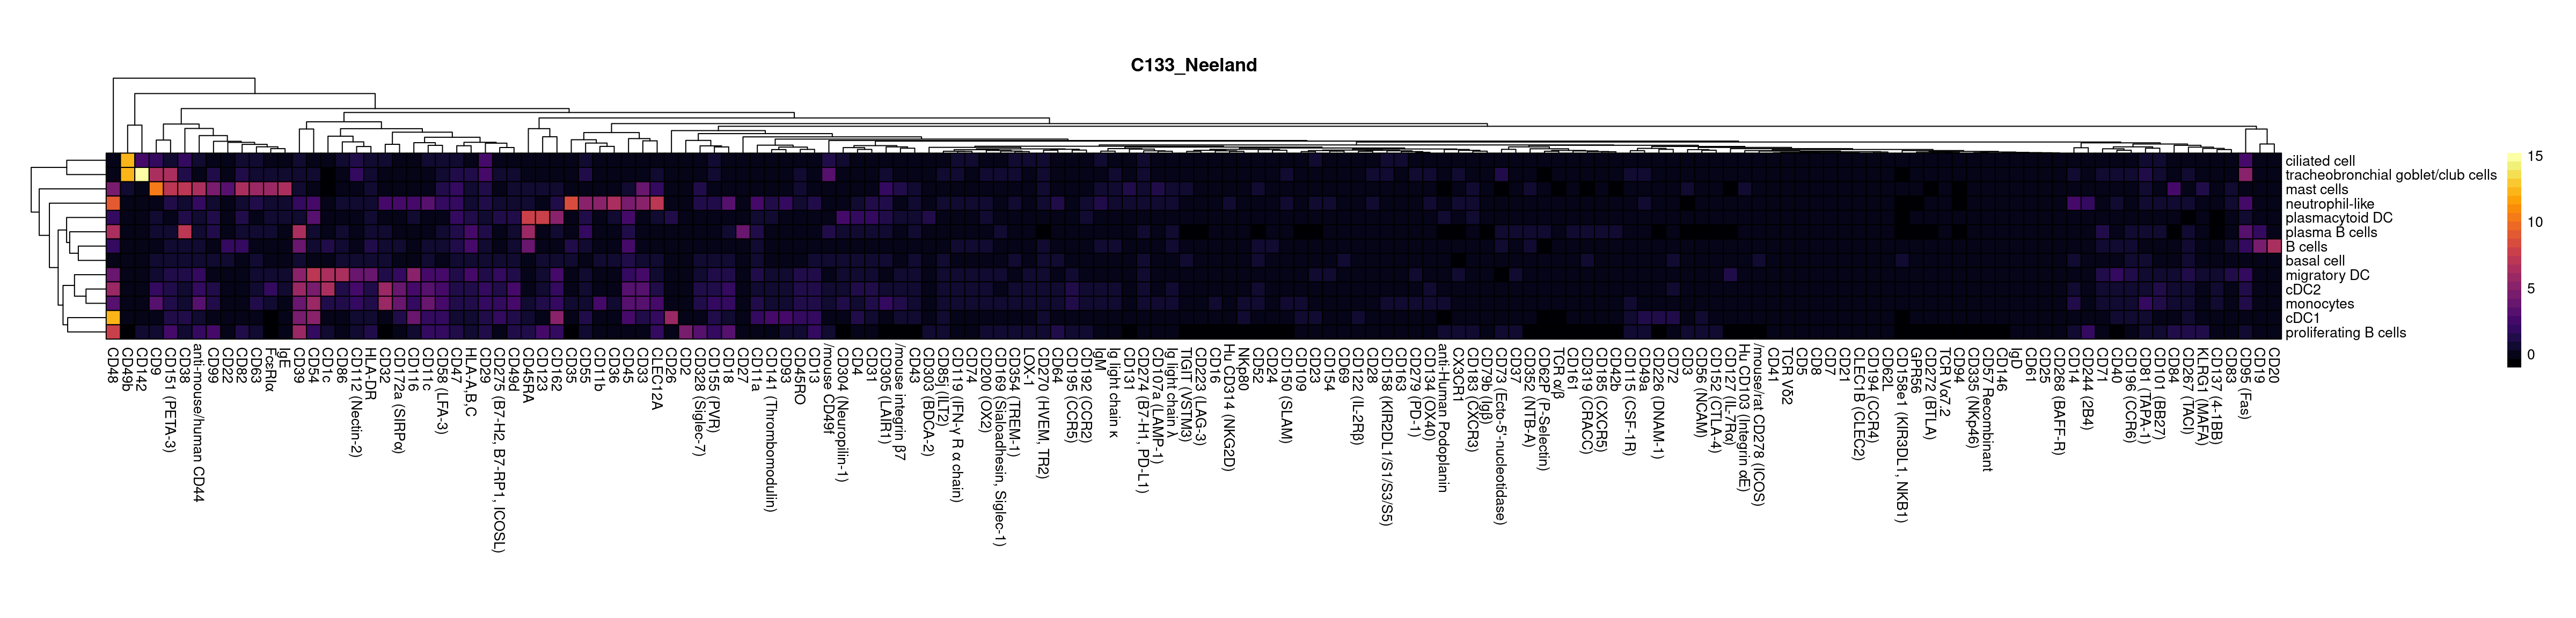 C133_Neeland
15
10
5
0
ciliated cell
tracheobronchial goblet/club cells
mast cells
neutrophil-like
plasmacytoid DC
plasma B cells
B cells
basal cell
migratory DC
cDC2
monocytes
cDC1
proliferating B cells
CD48
CD49b
CD142
CD9
CD151 (PETA-3)
CD38
anti-mouse/human CD44
CD99
CD22
CD82
CD63
FcεRIα
IgE
CD39
CD54
CD1c
CD86
CD112 (Nectin-2)
HLA-DR
CD32
CD172a (SIRPα)
CD116
CD11c
CD58 (LFA-3)
CD47
HLA-A,B,C
CD29
CD275 (B7-H2, B7-RP1, ICOSL)
CD49d
CD45RA
CD123
CD162
CD35
CD55
CD11b
CD36
CD45
CD33
CLEC12A
CD26
CD2
CD328 (Siglec-7)
CD155 (PVR)
CD18
CD27
CD11a
CD141 (Thrombomodulin)
CD93
CD45RO
CD13
/mouse CD49f
CD304 (Neuropilin-1)
CD4
CD31
CD305 (LAIR1)
/mouse integrin β7
CD43
CD303 (BDCA-2)
CD85j (ILT2)
CD119 (IFN-γ R α chain)
CD74
CD200 (OX2)
CD169 (Sialoadhesin, Siglec-1)
CD354 (TREM-1)
LOX-1
CD270 (HVEM, TR2)
CD64
CD195 (CCR5)
CD192 (CCR2)
IgM
Ig light chain κ
CD131
CD274 (B7-H1, PD-L1)
CD107a (LAMP-1)
Ig light chain λ
TIGIT (VSTM3)
CD223 (LAG-3)
CD16
Hu CD314 (NKG2D)
NKp80
CD52
CD24
CD150 (SLAM)
CD109
CD23
CD154
CD69
CD122 (IL-2Rβ)
CD28
CD158 (KIR2DL1/S1/S3/S5)
CD163
CD279 (PD-1)
CD134 (OX40)
anti-Human Podoplanin
CX3CR1
CD183 (CXCR3)
CD79b (Igβ)
CD73 (Ecto-5'-nucleotidase)
CD37
CD352 (NTB-A)
CD62P (P-Selectin)
TCR α/β
CD161
CD319 (CRACC)
CD185 (CXCR5)
CD42b
CD115 (CSF-1R)
CD49a
CD226 (DNAM-1)
CD72
CD3
CD56 (NCAM)
CD152 (CTLA-4)
CD127 (IL-7Rα)
Hu CD103 (Integrin αE)
/mouse/rat CD278 (ICOS)
CD41
TCR Vδ2
CD5
CD8
CD7
CD21
CLEC1B (CLEC2)
CD194 (CCR4)
CD62L
CD158e1 (KIR3DL1, NKB1)
GPR56
CD272 (BTLA)
TCR Vα7.2
CD94
CD335 (NKp46)
CD57 Recombinant
CD146
IgD
CD61
CD25
CD268 (BAFF-R)
CD14
CD244 (2B4)
CD71
CD40
CD196 (CCR6)
CD81 (TAPA-1)
CD101 (BB27)
CD84
CD267 (TACI)
KLRG1 (MAFA)
CD137 (4-1BB)
CD83
CD95 (Fas)
CD19
CD20